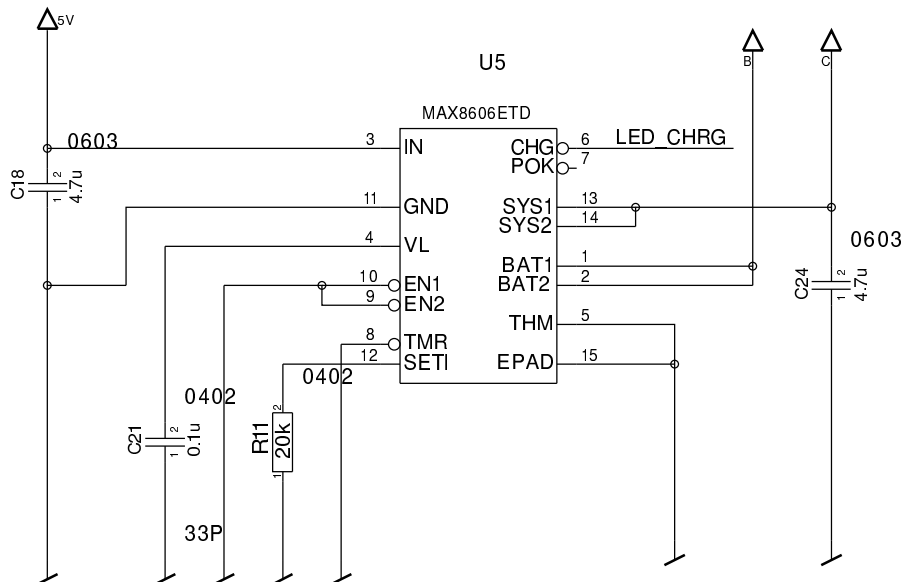 5V
B
C
U5
MAX8606ETD
0603
3
IN
CHG
6
LED_CHRG
POK
7
C18
2
1
4.7u
11
GND
SYS1
13
SYS2
14
4
VL
0603
BAT1
1
10
EN1
BAT2
2
C24
2
1
4.7u
9
EN2
THM
5
8
TMR
12
SETI
EPAD
15
0402
0402
C21
2
1
0.1u
R11
2
1
20k
33P